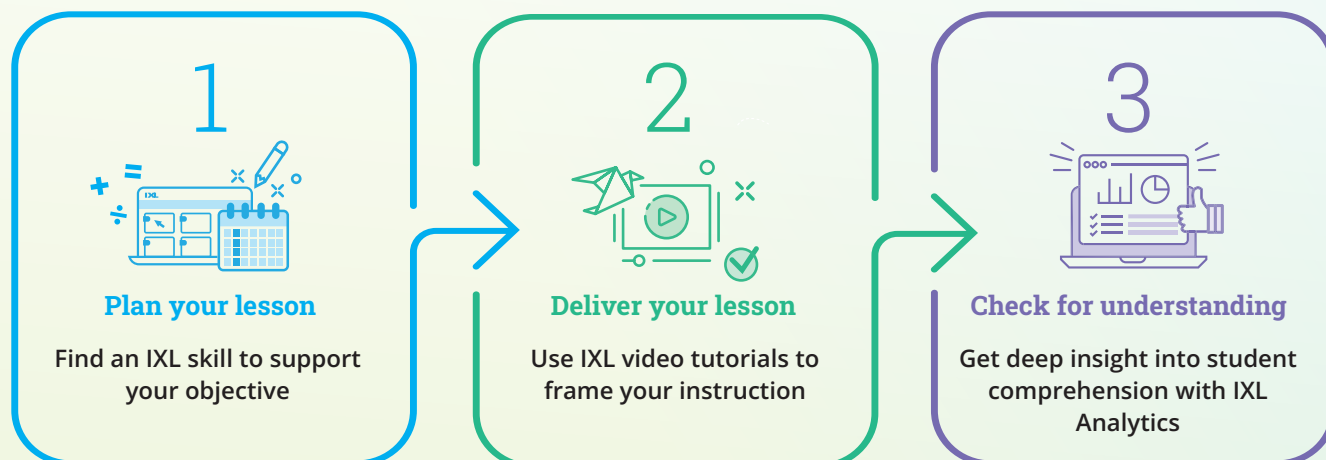 1
IXL
Plan your lesson
Find an IXL skill to support
your objective
2
Deliver your lesson
Use IXL video tutorials to
frame your instruction
3
Check for understanding
Get deep insight into student
comprehension with IXL
Analytics